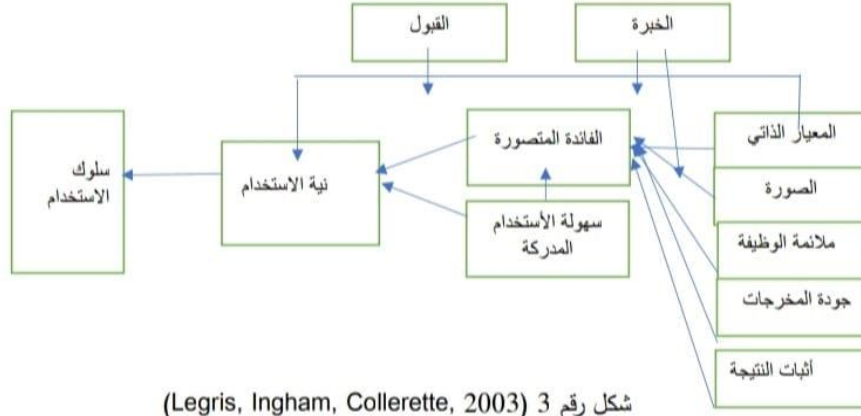 الخبرة
القبول
المعيار الذاتي
الصورة
ملائمة الوظيفة
جودة المخرجات
أثبات النتيجة
الفائدة المتصورة
سهولة الأستخدام
المدركة
نية الاستخدام
سلوك
الاستخدام
شكل رقم 3 (Legris, Ingham, Collerette, 2003)